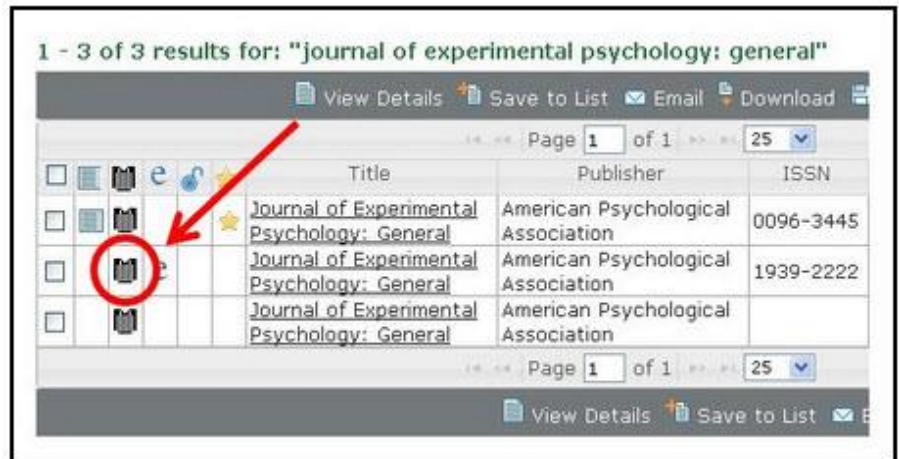 1 - 3 of 3 results for: "journal of experimental psychology: general"
View Details Save to List Email Download
Page 1 of 1 25
e Title Publisher ISSN
Journal of Experimental Psychology: General American Psychological Association 0096-3445
e Journal of Experimental Psychology: General American Psychological Association 1939-2222
Journal of Experimental Psychology: General American Psychological Association
Page 1 of 1 25
View Details Save to List E